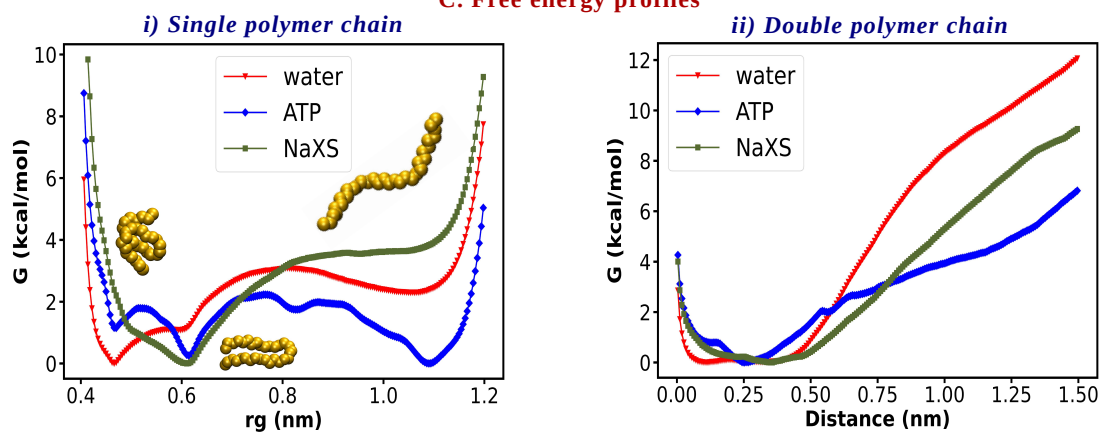 C. Free energy profiles
i) Single polymer chain
ii) Double polymer chain
10
8
6
4
2
0
G (kcal/mol)
water
ATP
NaXS
0.4 0.6 0.8 1.0 1.2
rg (nm)
12
10
8
6
4
2
0
G (kcal/mol)
water
ATP
NaXS
0.00 0.25 0.50 0.75 1.00 1.25 1.50
Distance (nm)